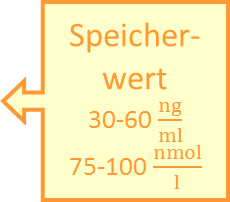 Speicher-
wert
30-60 ng/ml
75-100 nmol/l